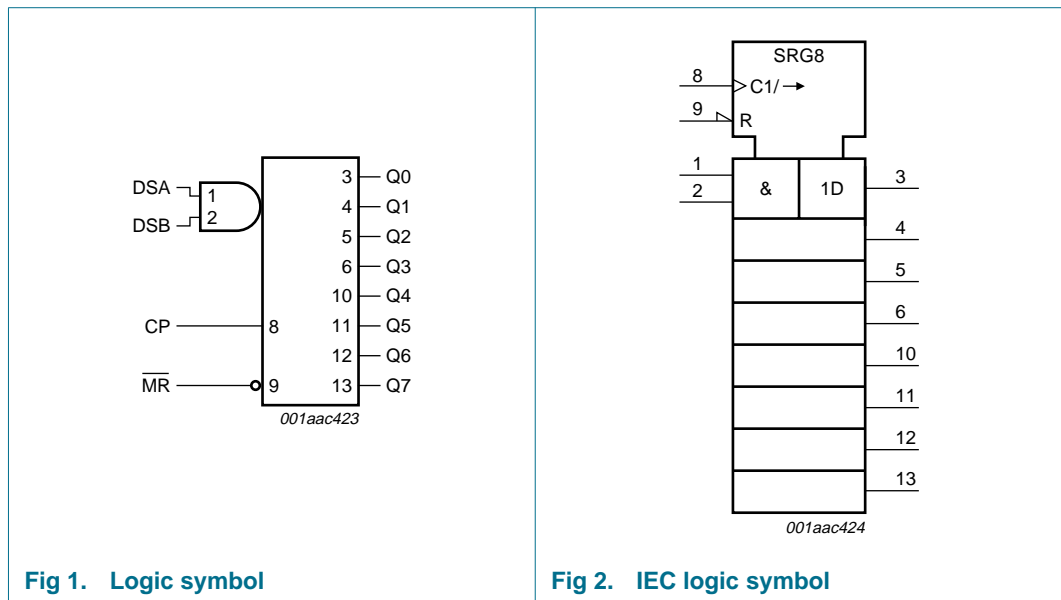 DSA
1
DSB
2
CP
8
M̅R̅
9
3 Q0
4 Q1
5 Q2
6 Q3
10 Q4
11 Q5
12 Q6
13 Q7
001aac423
Fig 1. Logic symbol
SRG8
8
C1/→
9
R
1
2
&
1D
3
4
5
6
10
11
12
13
001aac424
Fig 2. IEC logic symbol